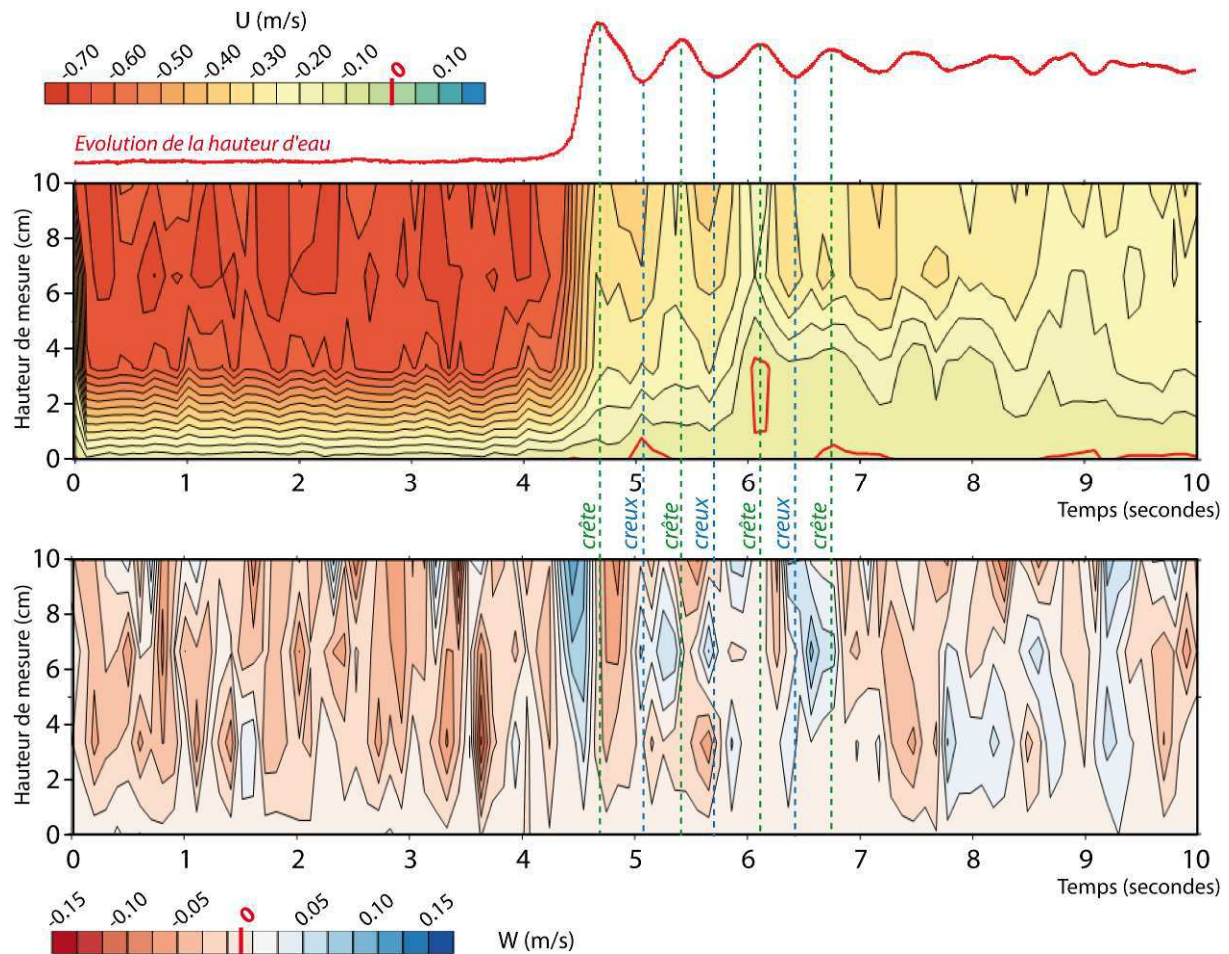 U (m/s)
-0.70 -0.60 -0.50 -0.40 -0.30 -0.20 -0.10 0 0.10
Evolution de la hauteur d'eau
Hauteur de mesure (cm)
10
8
6
4
2
0
0 1 2 3 4 5 6 7 8 9 10
Temps (secondes)
crête creux crête creux crête creux crête
Hauteur de mesure (cm)
10
8
6
4
2
0
0 1 2 3 4 5 6 7 8 9 10
Temps (secondes)
-0.15 -0.10 -0.05 0 0.05 0.10 0.15
W (m/s)